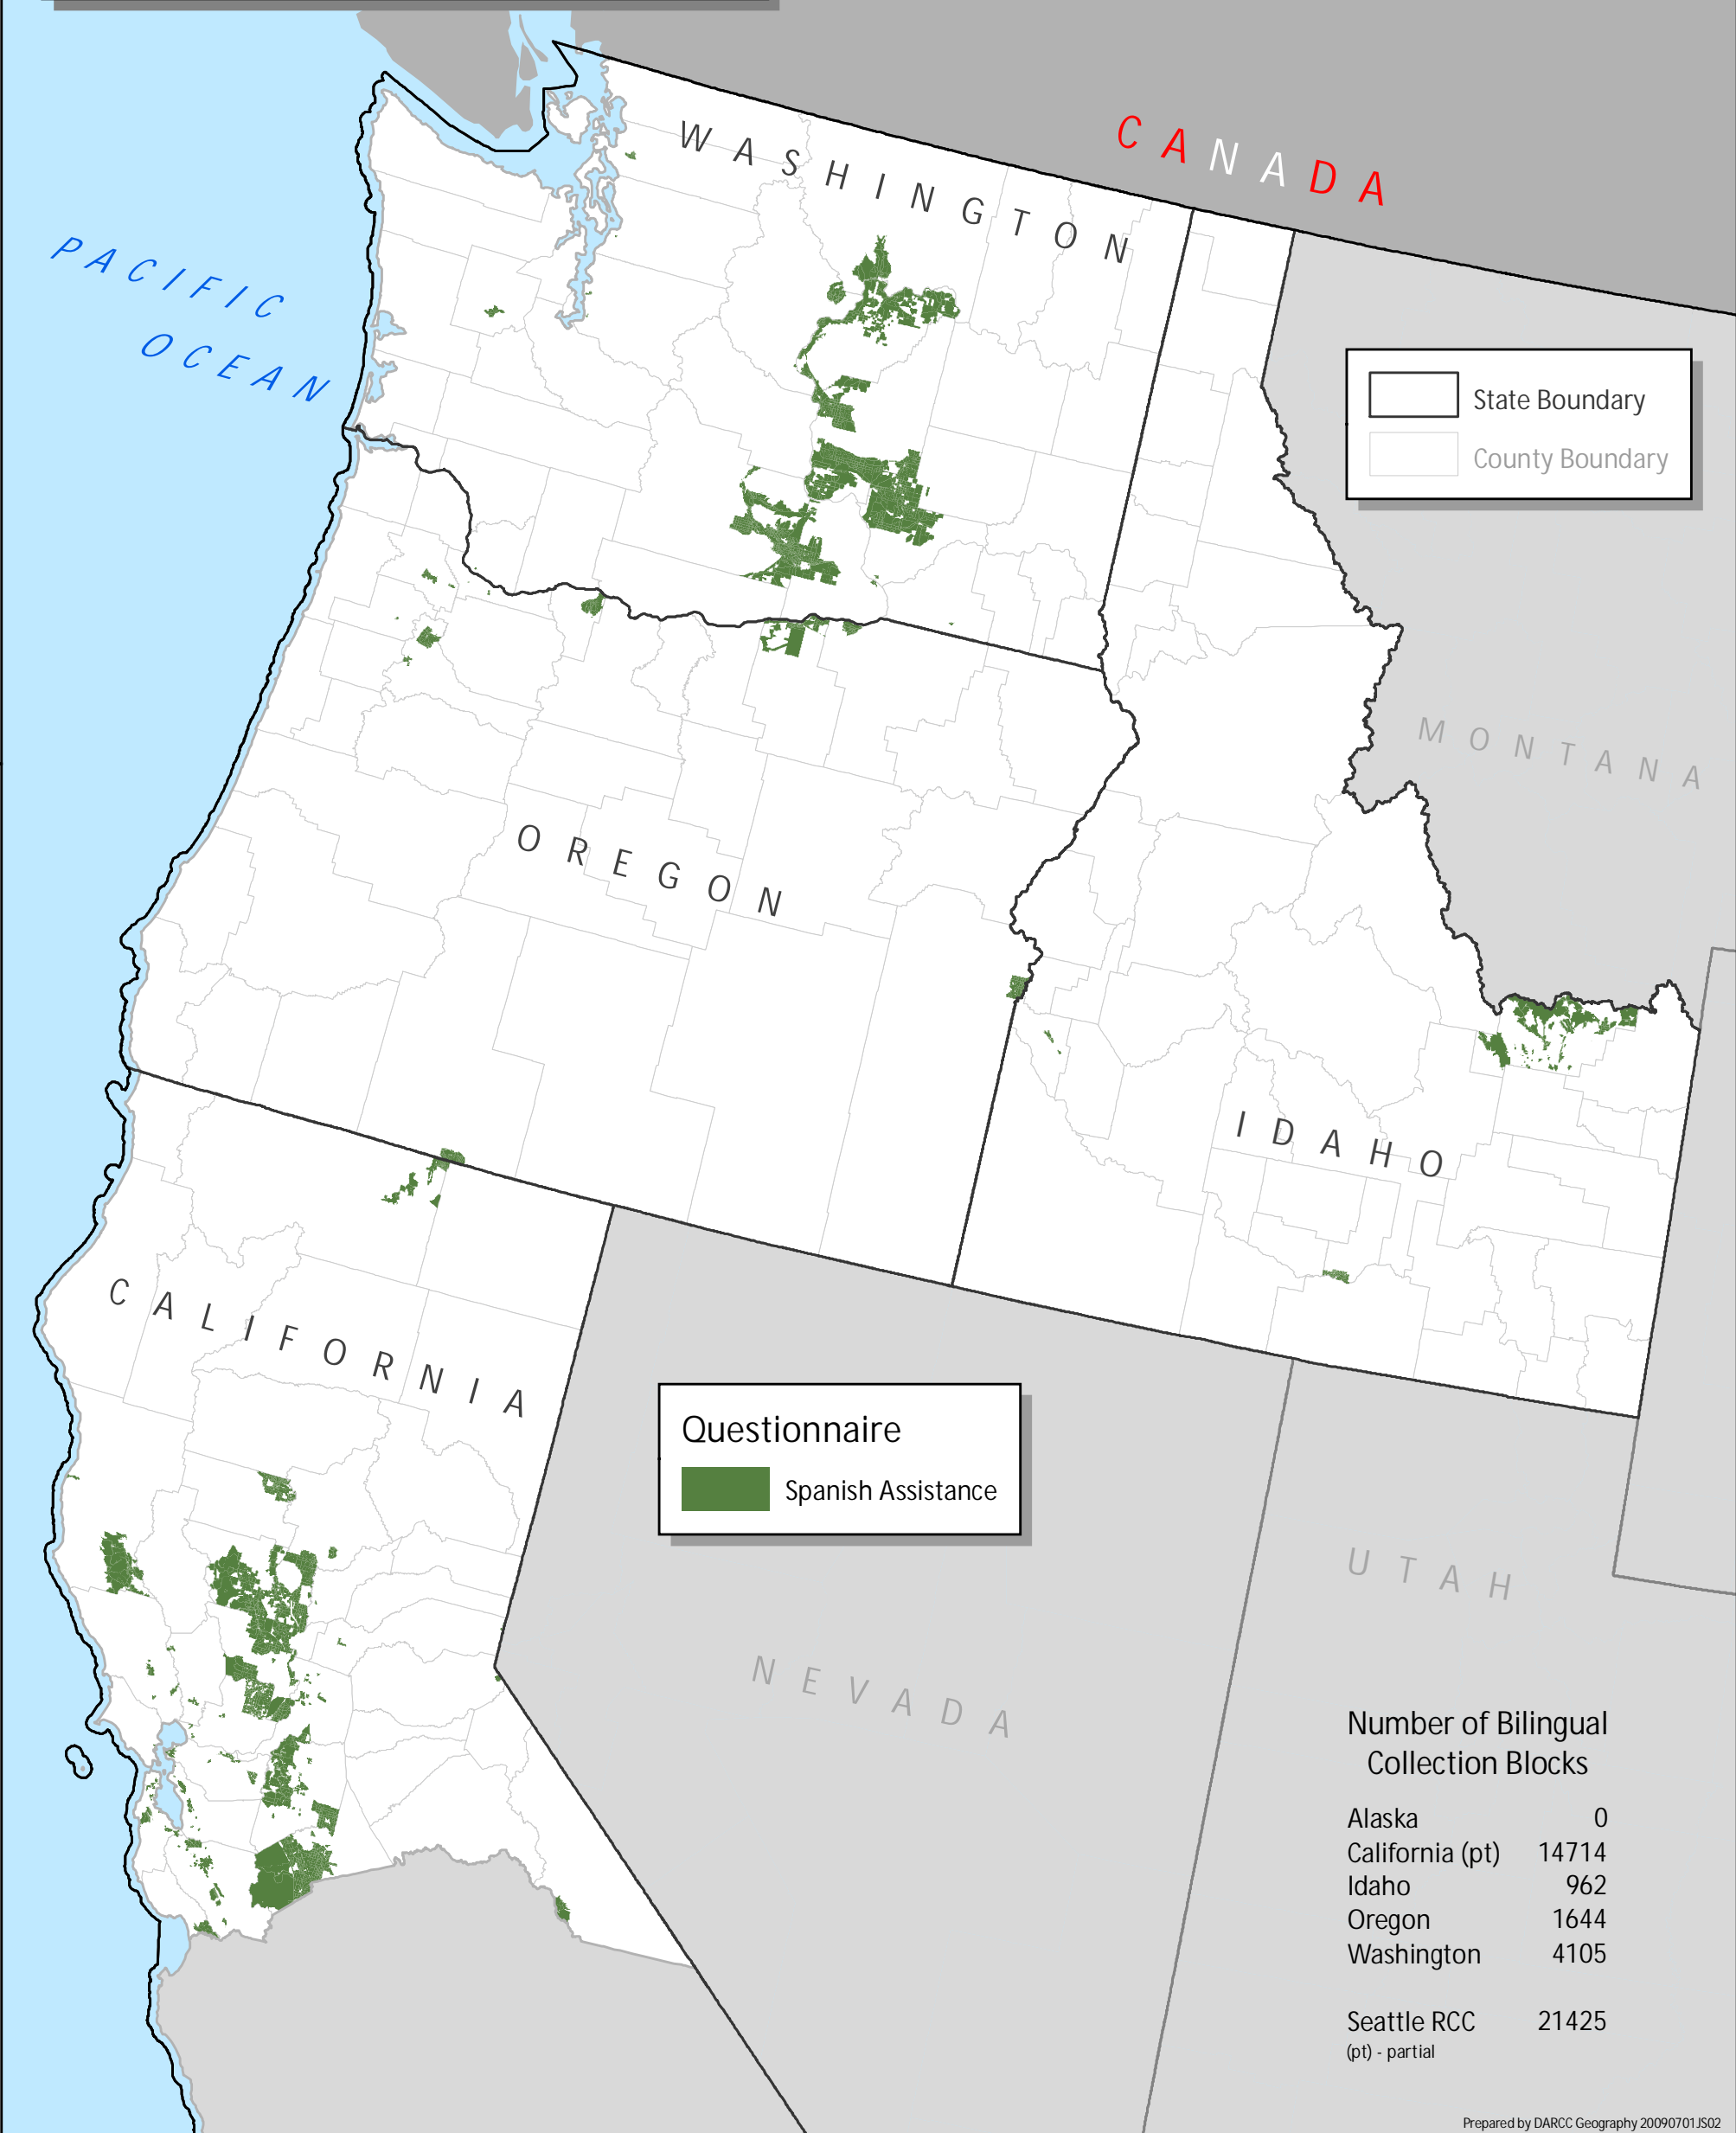 WASHINGTON
CANADA
PACIFIC
OCEAN
State Boundary
County Boundary
MONTANA
OREGON
IDAHO
CALIFORNIA
Questionnaire
Spanish Assistance
UTAH
NEVADA
Number of Bilingual
Collection Blocks
Alaska 0
California (pt) 14714
Idaho 962
Oregon 1644
Washington 4105
Seattle RCC 21425
(pt) - partial
Prepared by DARCC Geography 20090701JS02